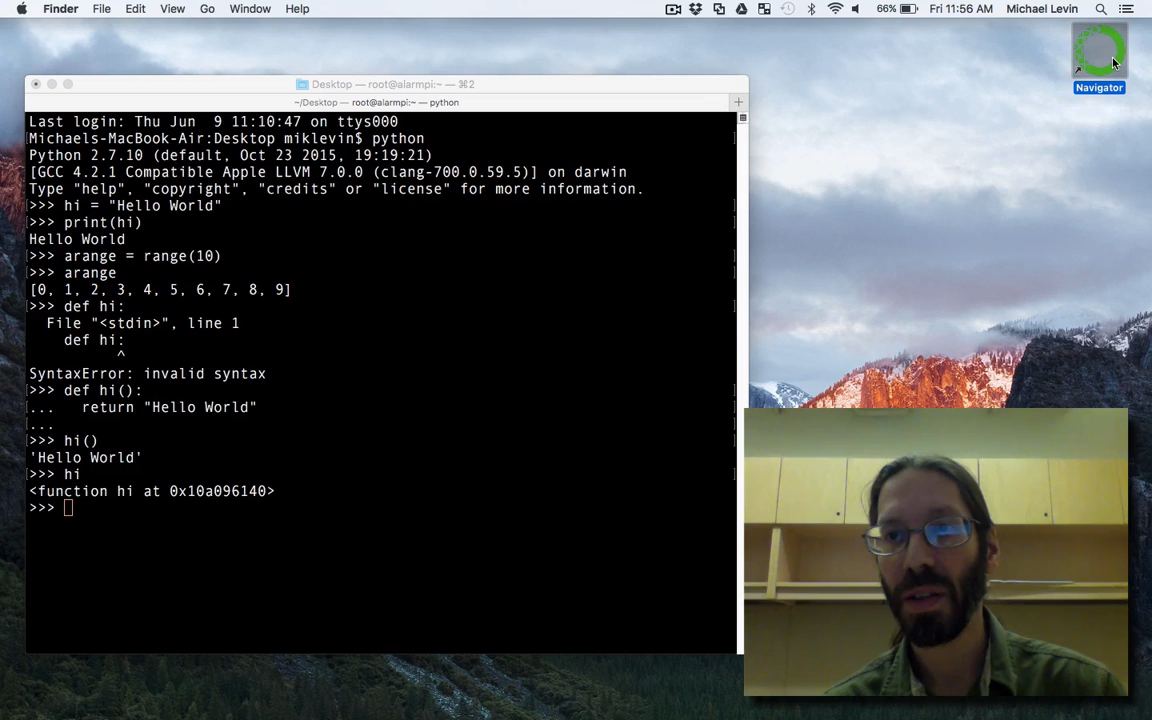 Finder File Edit View Go Window Help 66% Fri 11:56 AM Michael Levin
Navigator
Desktop — root@alarmpi:~ — ⌘2
~/Desktop — root@alarmpi:~ — python
Last login: Thu Jun  9 11:10:47 on ttys000
Michaels-MacBook-Air:Desktop miklevin$ python
Python 2.7.10 (default, Oct 23 2015, 19:19:21)
[GCC 4.2.1 Compatible Apple LLVM 7.0.0 (clang-700.0.59.5)] on darwin
Type "help", "copyright", "credits" or "license" for more information.
>>> hi = "Hello World"
>>> print(hi)
Hello World
>>> arange = range(10)
>>> arange
[0, 1, 2, 3, 4, 5, 6, 7, 8, 9]
>>> def hi:
  File "<stdin>", line 1
    def hi:
          ^
SyntaxError: invalid syntax
>>> def hi():
...   return "Hello World"
...
>>> hi()
'Hello World'
>>> hi
<function hi at 0x10a096140>
>>>